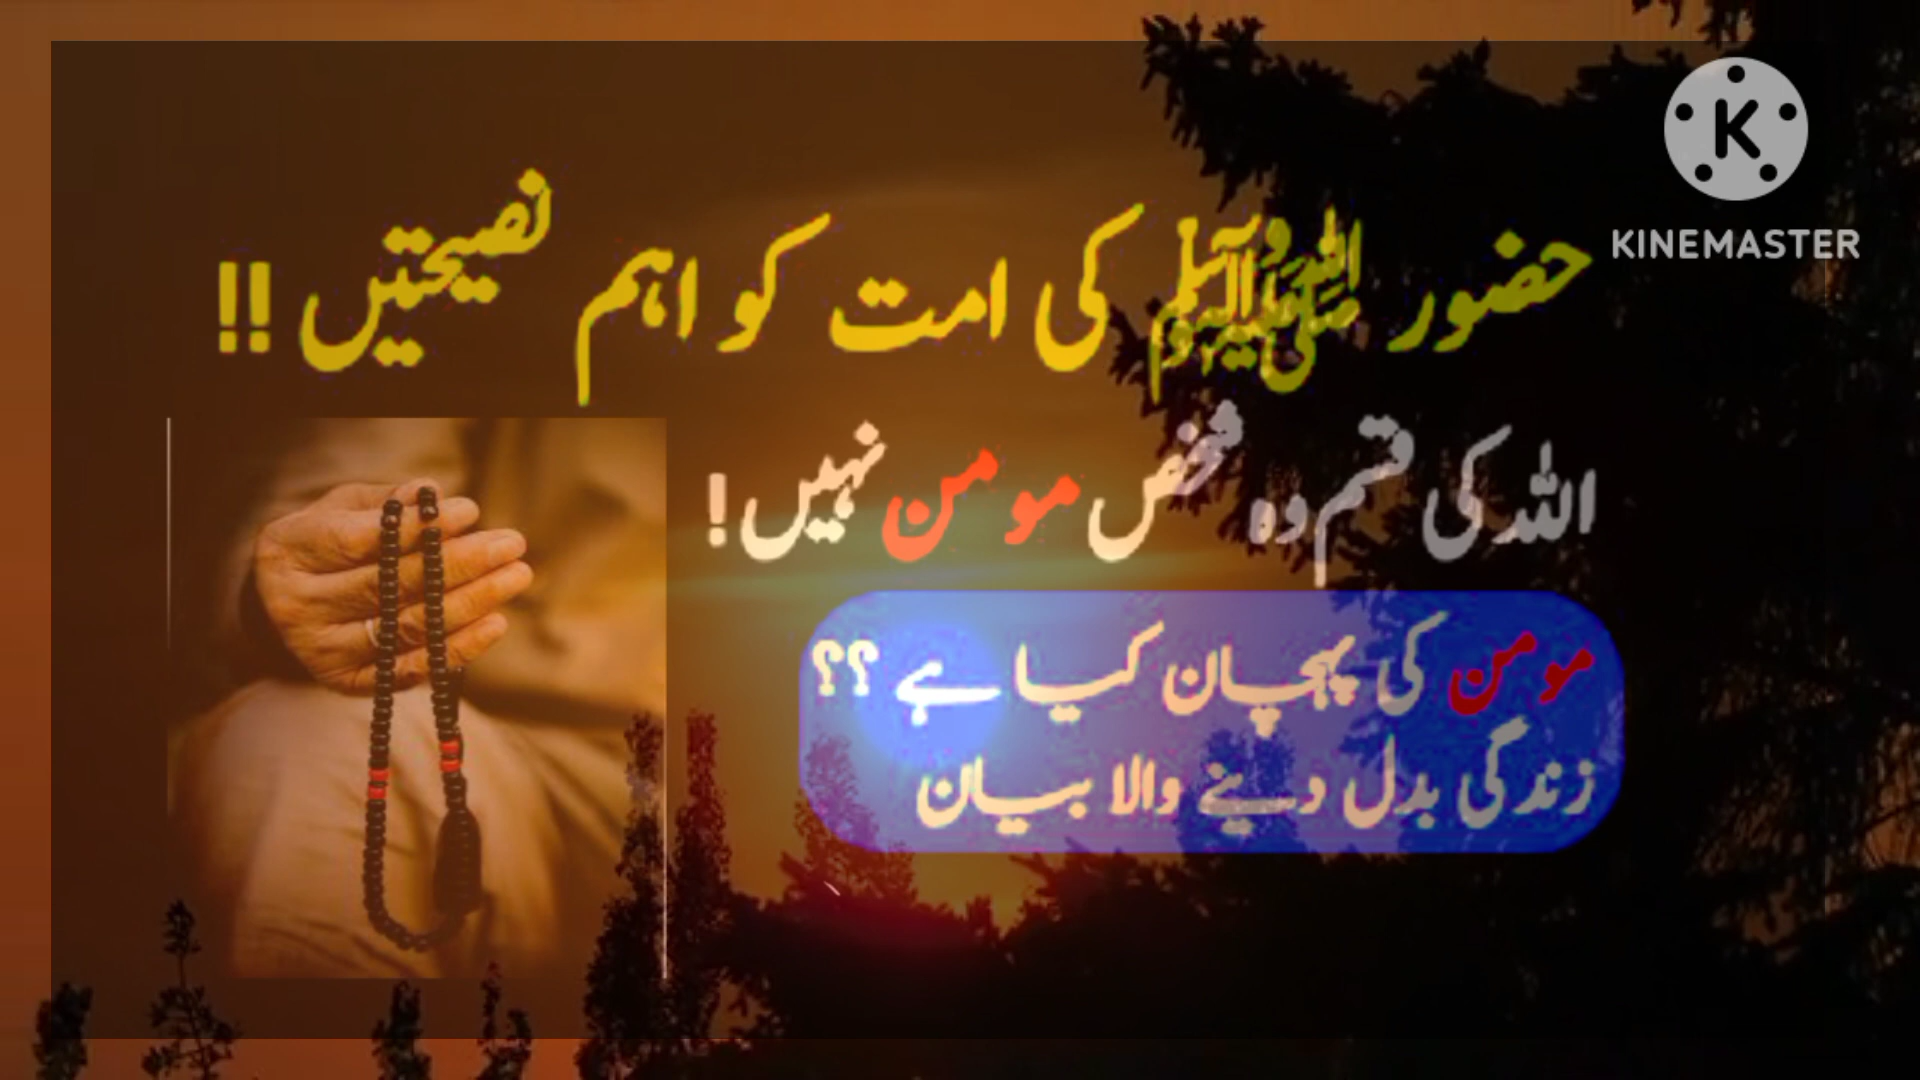 حضور ﷺ کی امت کو اہم نصیحتیں !!
اللہ کی قسم وہ شخص مومن نہیں !
مومن کی پہچان کیا ہے ؟؟
زندگی بدل دینے والا بیان
K
KINEMASTER